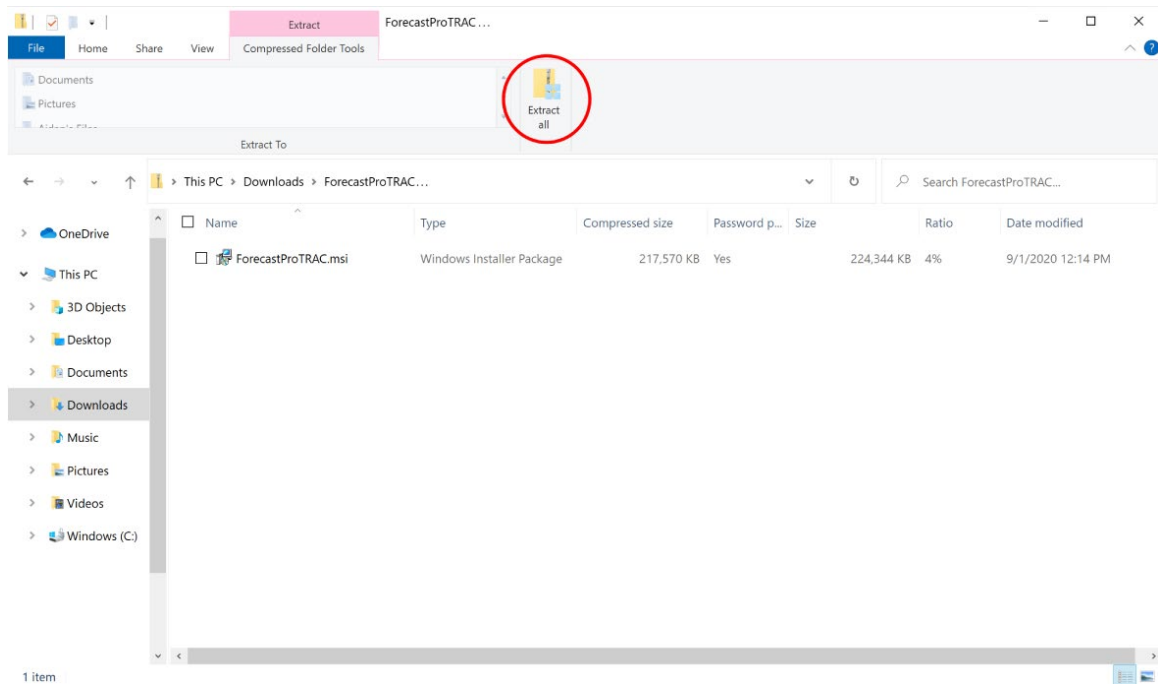 Extract
ForecastProTRAC...
File Home Share View Compressed Folder Tools
Documents
Pictures
Extract all
Extract To
This PC > Downloads > ForecastProTRAC...
Search ForecastProTRAC...
Name Type Compressed size Password p... Size Ratio Date modified
ForecastProTRAC.msi Windows Installer Package 217,570 KB Yes 224,344 KB 4% 9/1/2020 12:14 PM
OneDrive
This PC
3D Objects
Desktop
Documents
Downloads
Music
Pictures
Videos
Windows (C:)
1 item